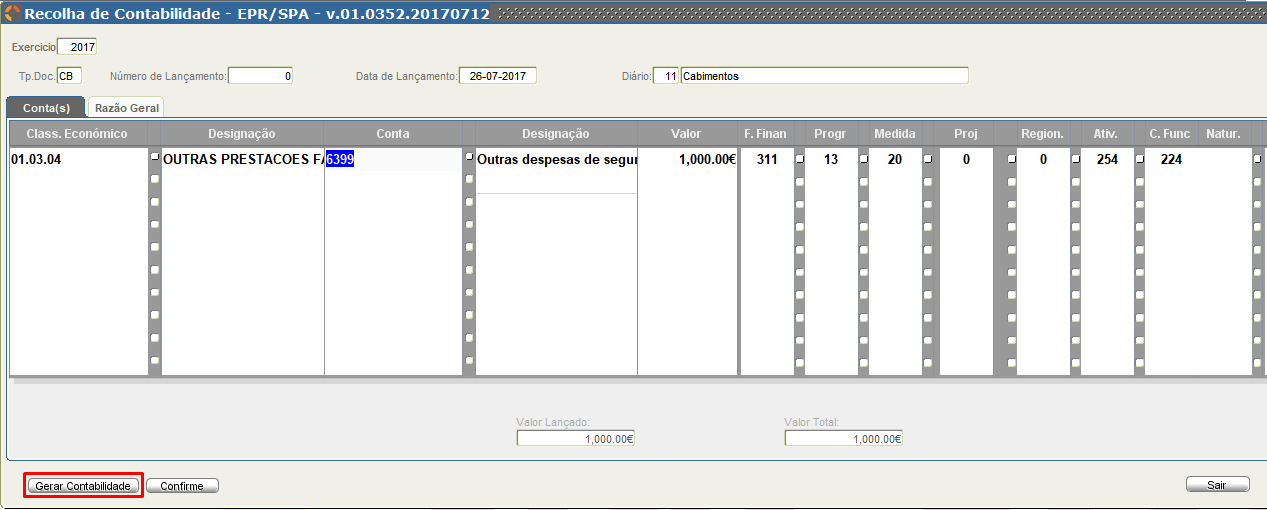 Recolha de Contabilidade - EPR/SPA - v.01.0352.20170712
Exercício 2017
Tp.Doc. CB Número de Lançamento: 0 Data de Lançamento: 26-07-2017 Diário: 11 Cabimentos
Conta(s) Razão Geral
Class. Económico Designação Conta Designação Valor F. Finan Progr Medida Proj Region. Ativ. C. Func Natur.
01.03.04 OUTRAS PRESTACOES FA 6399 Outras despesas de segur 1,000.00€ 311 13 20 0 0 254 224
Valor Lançado: Valor Total:
1,000.00€ 1,000.00€
Gerar Contabilidade Confirme Sair